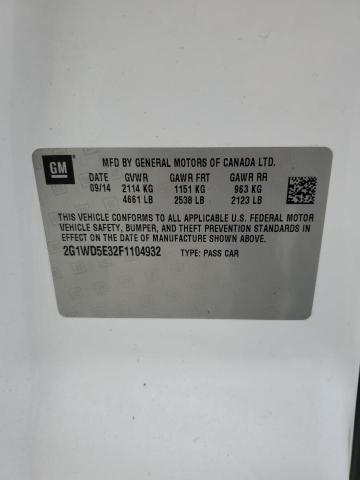 GM
MFD BY GENERAL MOTORS OF CANADA LTD.
DATE GVWR GAWR FRT GAWR RR
09/14 2114 KG 1151 KG 963 KG
4661 LB 2538 LB 2123 LB
THIS VEHICLE CONFORMS TO ALL APPLICABLE U.S. FEDERAL MOTOR
VEHICLE SAFETY, BUMPER, AND THEFT PREVENTION STANDARDS IN
EFFECT ON THE DATE OF MANUFACTURE SHOWN ABOVE.
2G1WD5E32F1104932 TYPE: PASS CAR